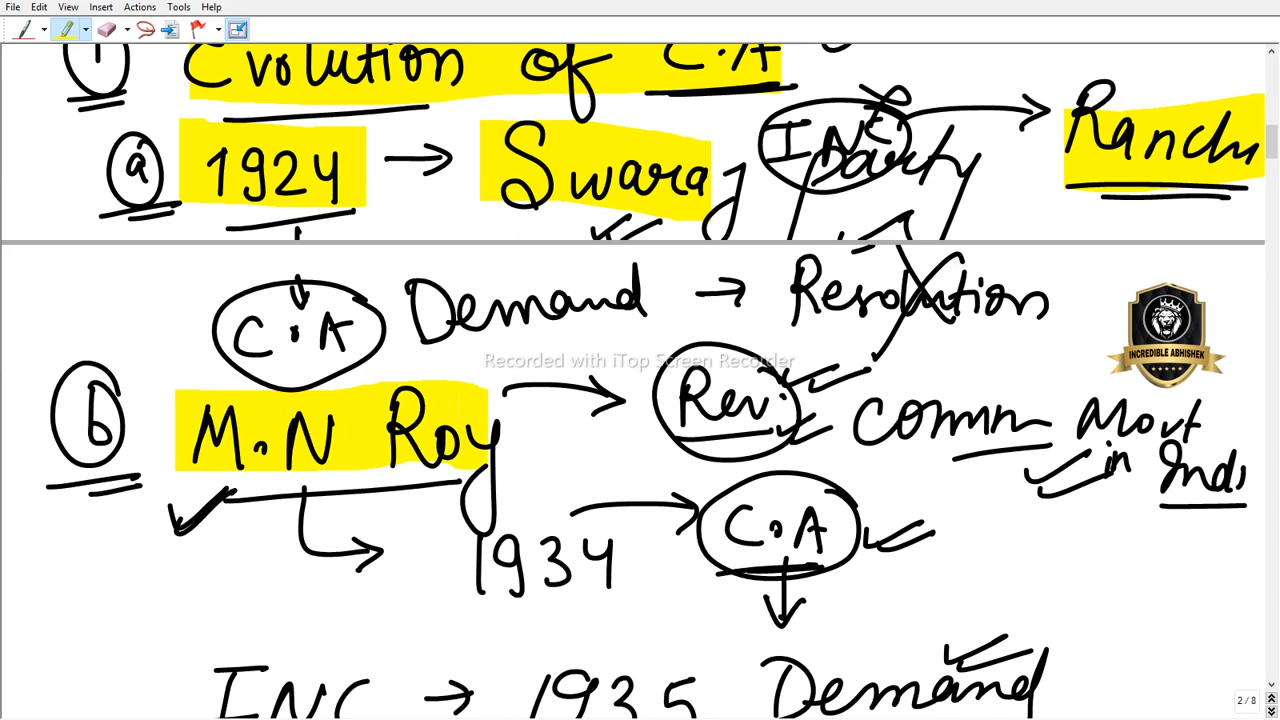 File Edit View Insert Actions Tools Help
① Evolution of C.A
ⓐ 1924 → Swaraj party INC → Ranchi
C.A Demand → Resolution
Recorded with iTop Screen Recorder
INCREDIBLE ABHISHEK
ⓑ M.N Roy → Rev. Comm Movt
in Indi
1934 → C.A
INC → 1935 Demand
2 / 8